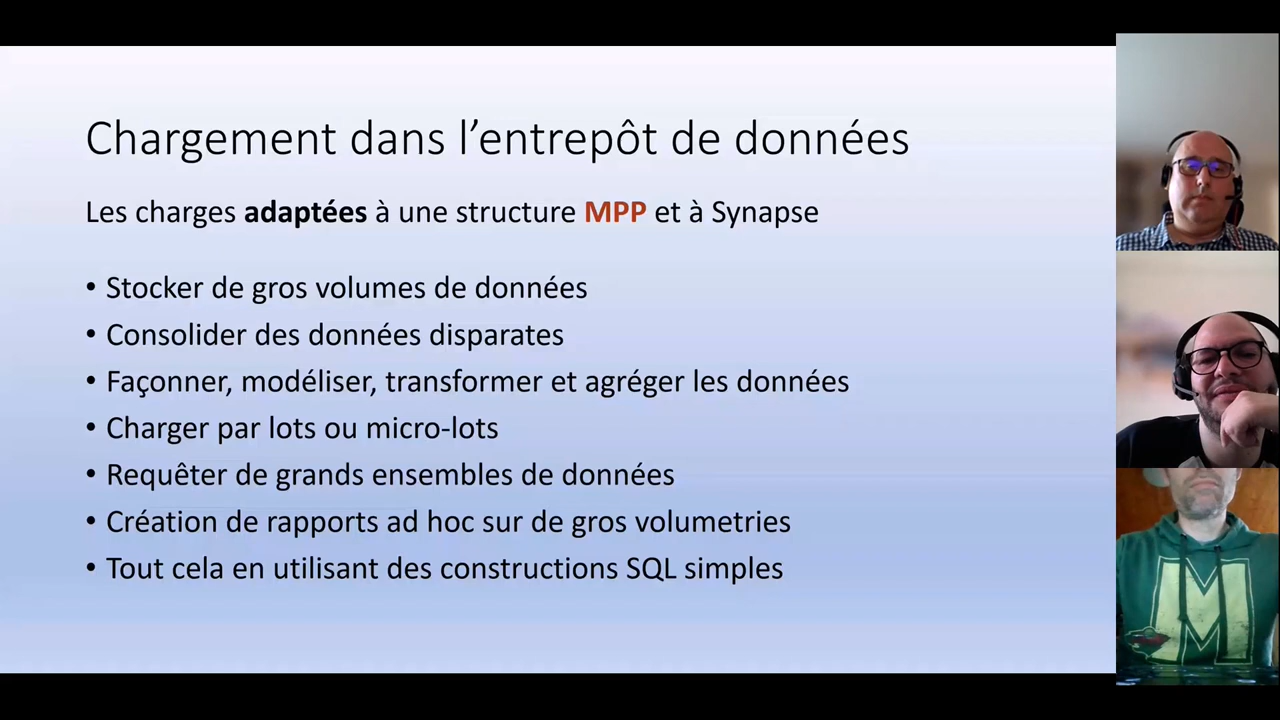 Chargement dans l’entrepôt de données
Les charges adaptées à une structure MPP et à Synapse
• Stocker de gros volumes de données
• Consolider des données disparates
• Façonner, modéliser, transformer et agréger les données
• Charger par lots ou micro-lots
• Requêter de grands ensembles de données
• Création de rapports ad hoc sur de gros volumetries
• Tout cela en utilisant des constructions SQL simples
M